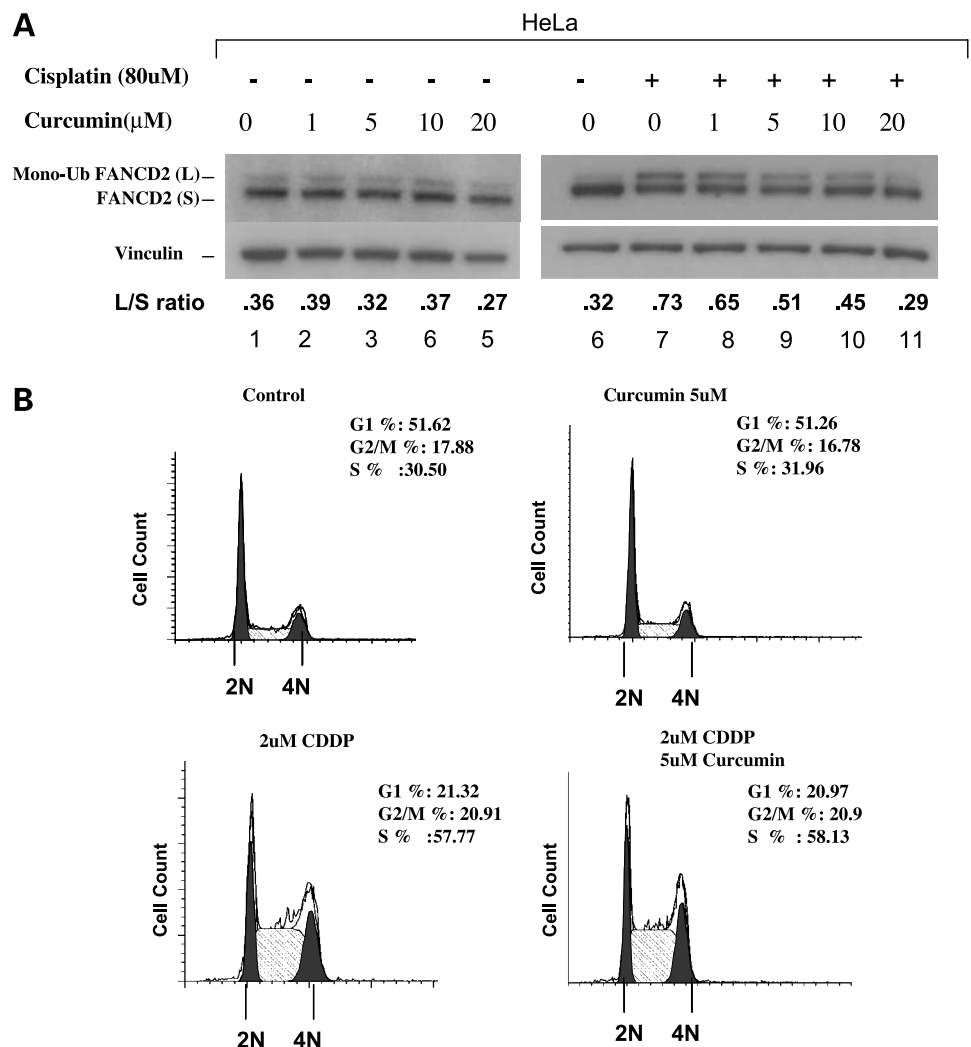 A
HeLa
Cisplatin (80uM) - - - - - - + + + + +
Curcumin(μM) 0 1 5 10 20 0 0 1 5 10 20
Mono-Ub FANCD2 (L) –
FANCD2 (S) –
Vinculin –
L/S ratio .36 .39 .32 .37 .27 .32 .73 .65 .51 .45 .29
1 2 3 6 5 6 7 8 9 10 11
B
Control
G1 %: 51.62
G2/M %: 17.88
S % :30.50
Cell Count
2N 4N
Curcumin 5uM
G1 %: 51.26
G2/M %: 16.78
S %: 31.96
Cell Count
2N 4N
2uM CDDP
G1 %: 21.32
G2/M %: 20.91
S % :57.77
Cell Count
2N 4N
2uM CDDP
5uM Curcumin
G1 %: 20.97
G2/M %: 20.9
S % : 58.13
Cell Count
2N 4N